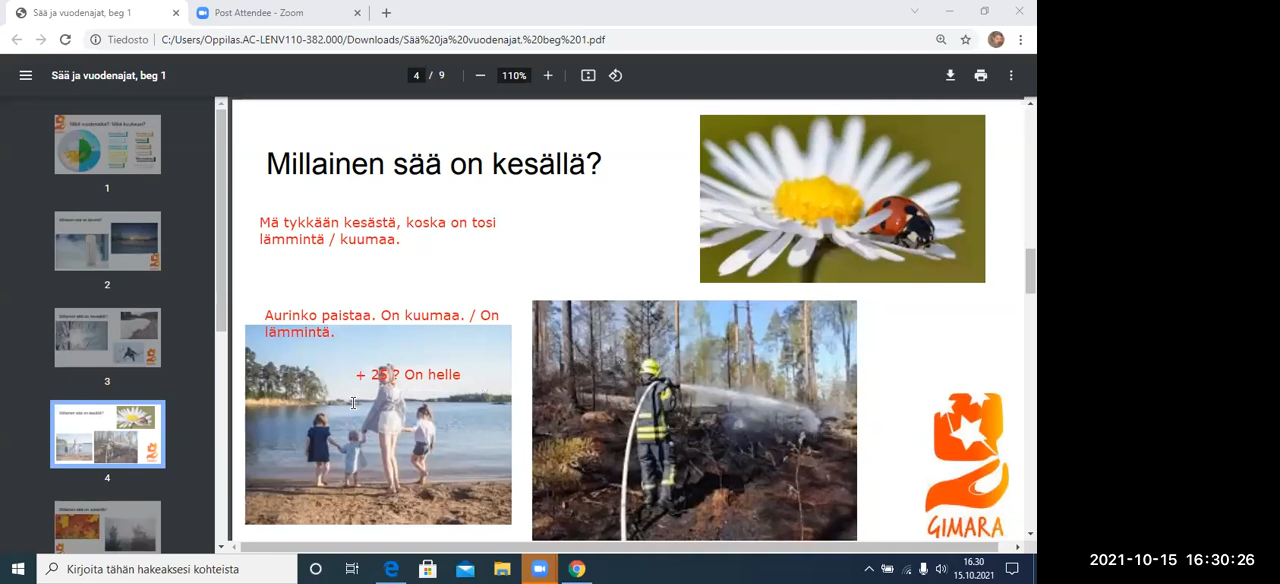 Sää ja vuodenajat, beg 1
Post Attendee - Zoom
Tiedosto
C:/Users/Oppilas.AC-LENV110-382.000/Downloads/Sää%20ja%20vuodenajat.%20beg%201.pdf
Sää ja vuodenajat, beg 1
4 / 9
110%
1
2
3
4
Millainen sää on kesällä?
Mä tykkään kesästä, koska on tosi
lämmintä / kuumaa.
Aurinko paistaa. On kuumaa. / On
lämmintä.
+ 25 ? On helle
GIMARA
Kirjoita tähän hakeaksesi kohteista
16.30
15.10.2021
2021-10-15 16:30:26